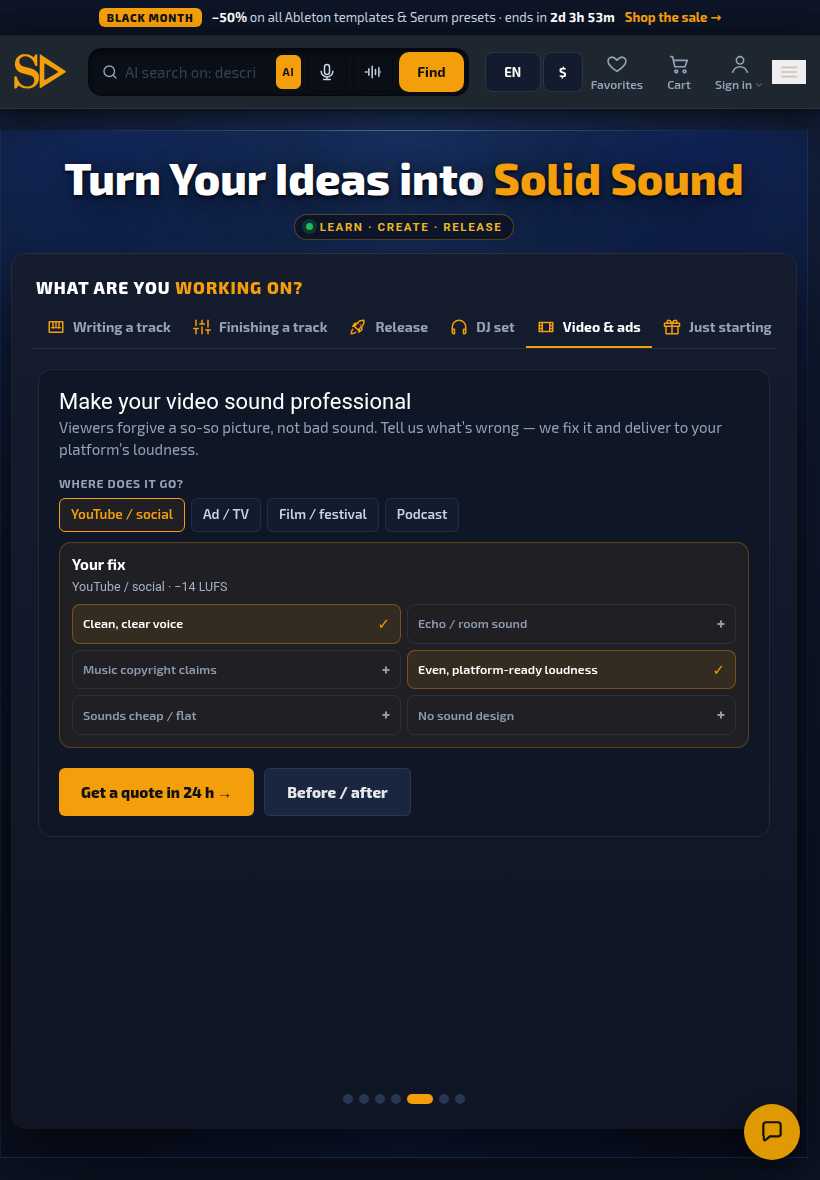 BLACK MONTH −50% on all Ableton templates & Serum presets · ends in 2d 3h 53m Shop the sale →
S
AI search on: descri AI Find EN $ Favorites Cart Sign in
Turn Your Ideas into Solid Sound
LEARN · CREATE · RELEASE
WHAT ARE YOU WORKING ON?
Writing a track Finishing a track Release DJ set Video & ads Just starting
Make your video sound professional
Viewers forgive a so-so picture, not bad sound. Tell us what's wrong — we fix it and deliver to your
platform's loudness.
WHERE DOES IT GO?
YouTube / social Ad / TV Film / festival Podcast
Your fix
YouTube / social · −14 LUFS
Clean, clear voice ✓ Echo / room sound +
Music copyright claims + Even, platform-ready loudness ✓
Sounds cheap / flat + No sound design +
Get a quote in 24 h → Before / after